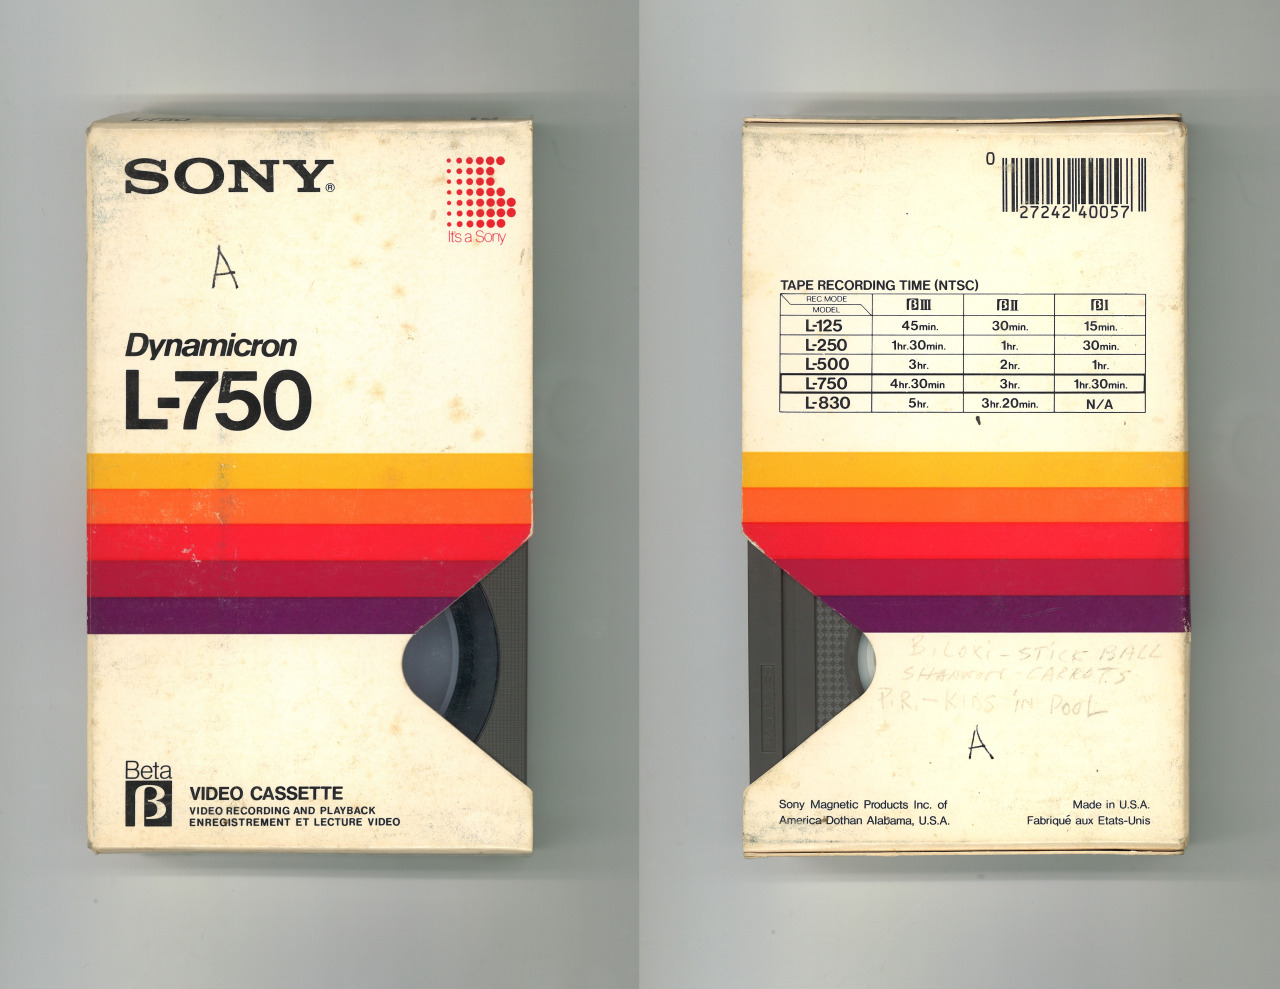 SONY®
It's a Sony
A
Dynamicron
L-750
Beta
β VIDEO CASSETTE
VIDEO RECORDING AND PLAYBACK
ENREGISTREMENT ET LECTURE VIDEO
0
27242 40057
TAPE RECORDING TIME (NTSC)
REC MODE
MODEL βIII βII βI
L-125 45min. 30min. 15min.
L-250 1hr.30min. 1hr. 30min.
L-500 3hr. 2hr. 1hr.
L-750 4hr.30min 3hr. 1hr.30min.
L-830 5hr. 3hr.20min. N/A
BILOXI - STICK BALL
SHANNON - CARROTS
P.R. - KIDS IN POOL
A
Sony Magnetic Products Inc. of
America Dothan Alabama, U.S.A.
Made in U.S.A.
Fabriqué aux Etats-Unis